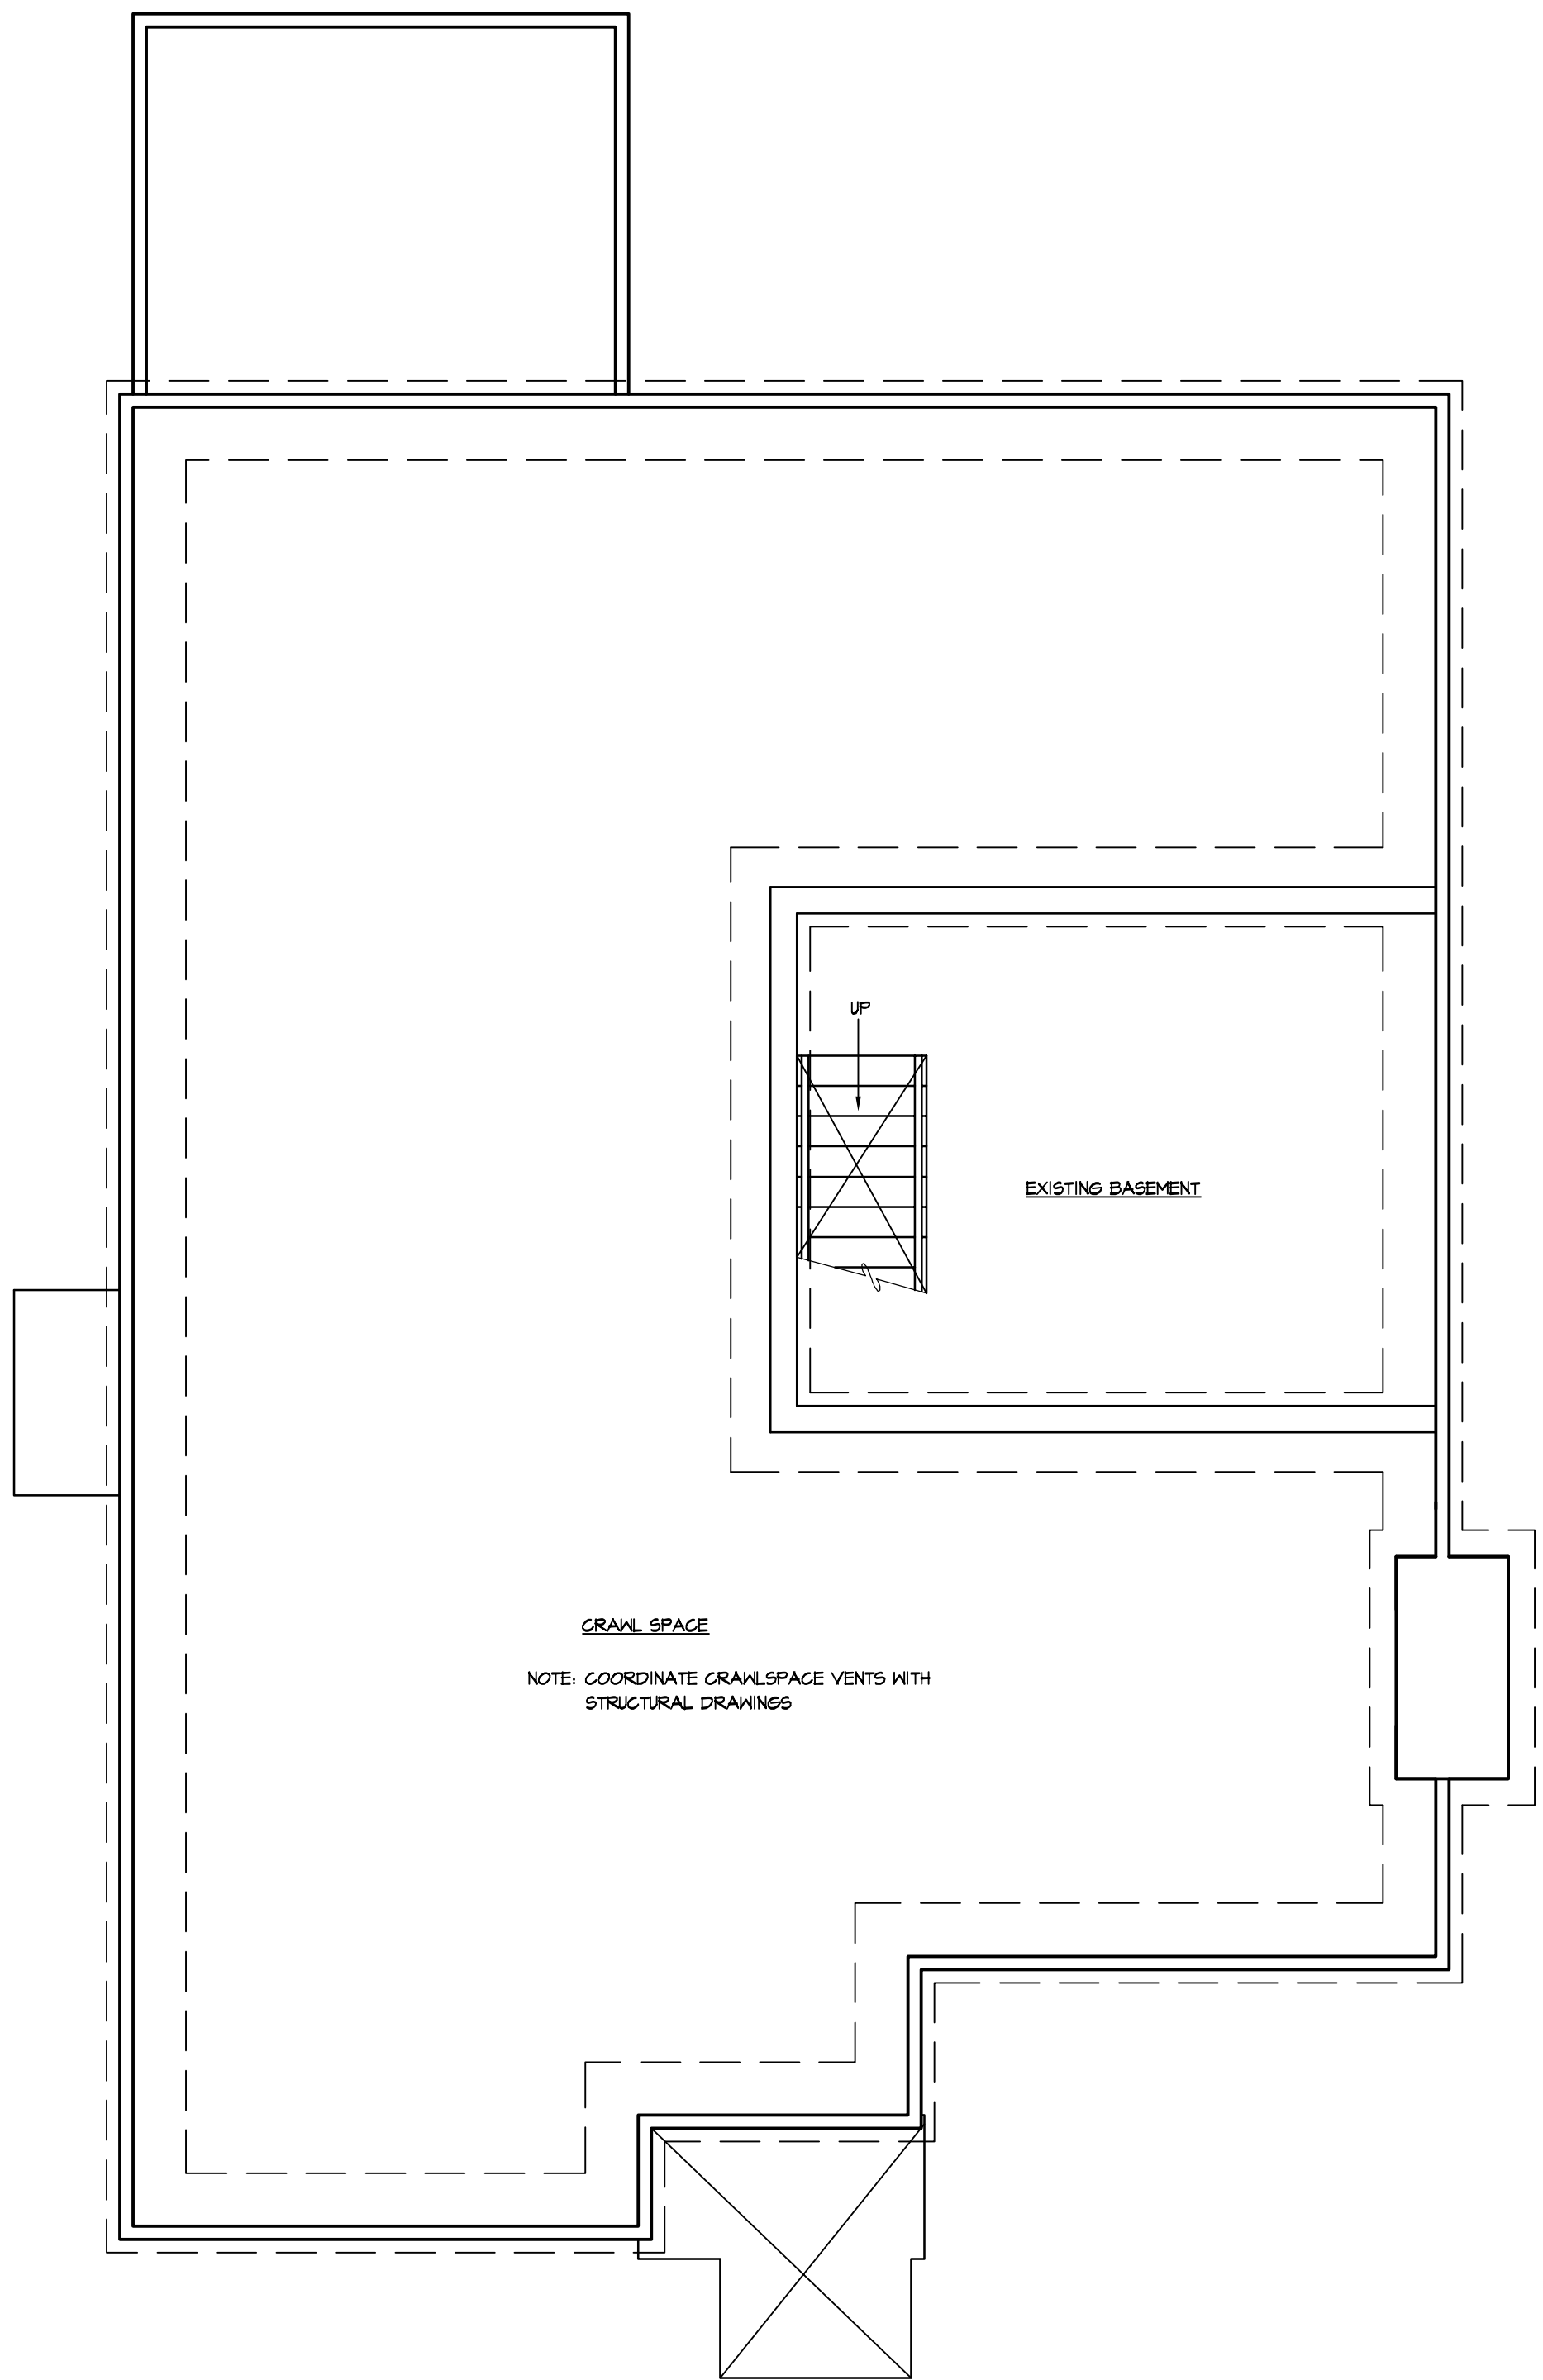 UP
EXISTING BASEMENT
CRAWL SPACE
NOTE: COORDINATE CRAWLSPACE VENTS WITH
STRUCTURAL DRAWINGS